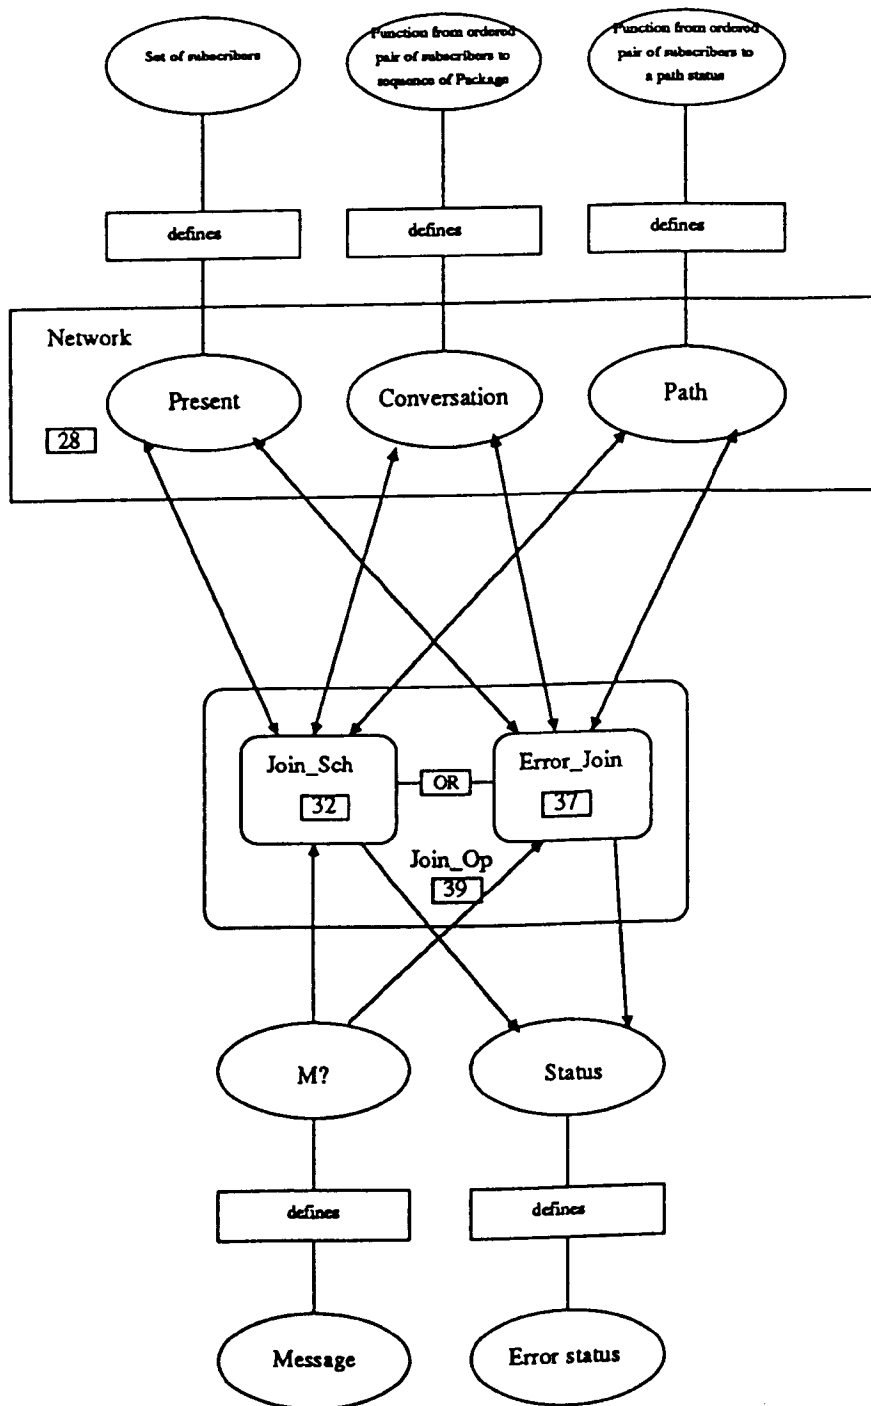 Set of subscribers
Function from ordered
pair of subscribers to
sequence of Package
Function from ordered
pair of subscribers to
a path status
defines
defines
defines
Network
Present
Conversation
Path
28
Join_Sch
OR
Error_Join
32
37
Join_Op
39
M?
Status
defines
defines
Message
Error status